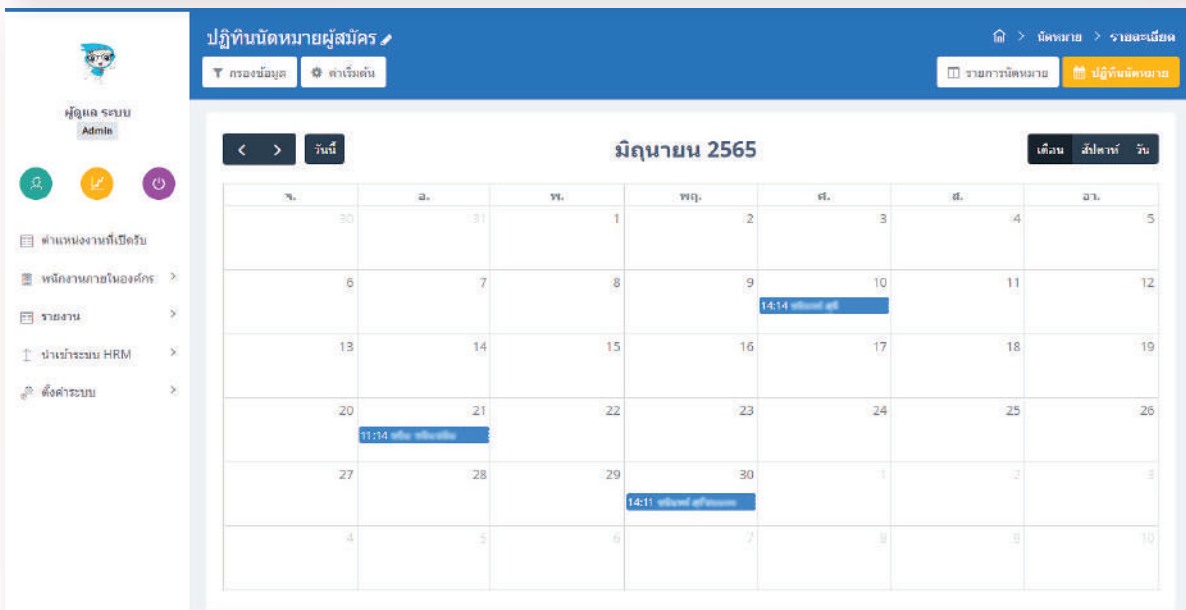 ปฏิทินนัดหมายผู้สมัคร
> นัดหมาย > รายละเอียด
กรองข้อมูล ค่าเริ่มต้น
รายการนัดหมาย ปฏิทินนัดหมาย
ผู้ดูแล ระบบ
Admin
ตำแหน่งงานที่เปิดรับ
พนักงานภายในองค์กร >
รายงาน >
นำเข้าระบบ HRM >
ตั้งค่าระบบ >
< > วันนี้
มิถุนายน 2565
เดือน สัปดาห์ วัน
จ. อ. พ. พฤ. ศ. ส. อา.
30 31 1 2 3 4 5
6 7 8 9 10 11 12
14:14
13 14 15 16 17 18 19
20 21 22 23 24 25 26
11:14
27 28 29 30 1 2 3
14:11
4 5 6 7 8 9 10